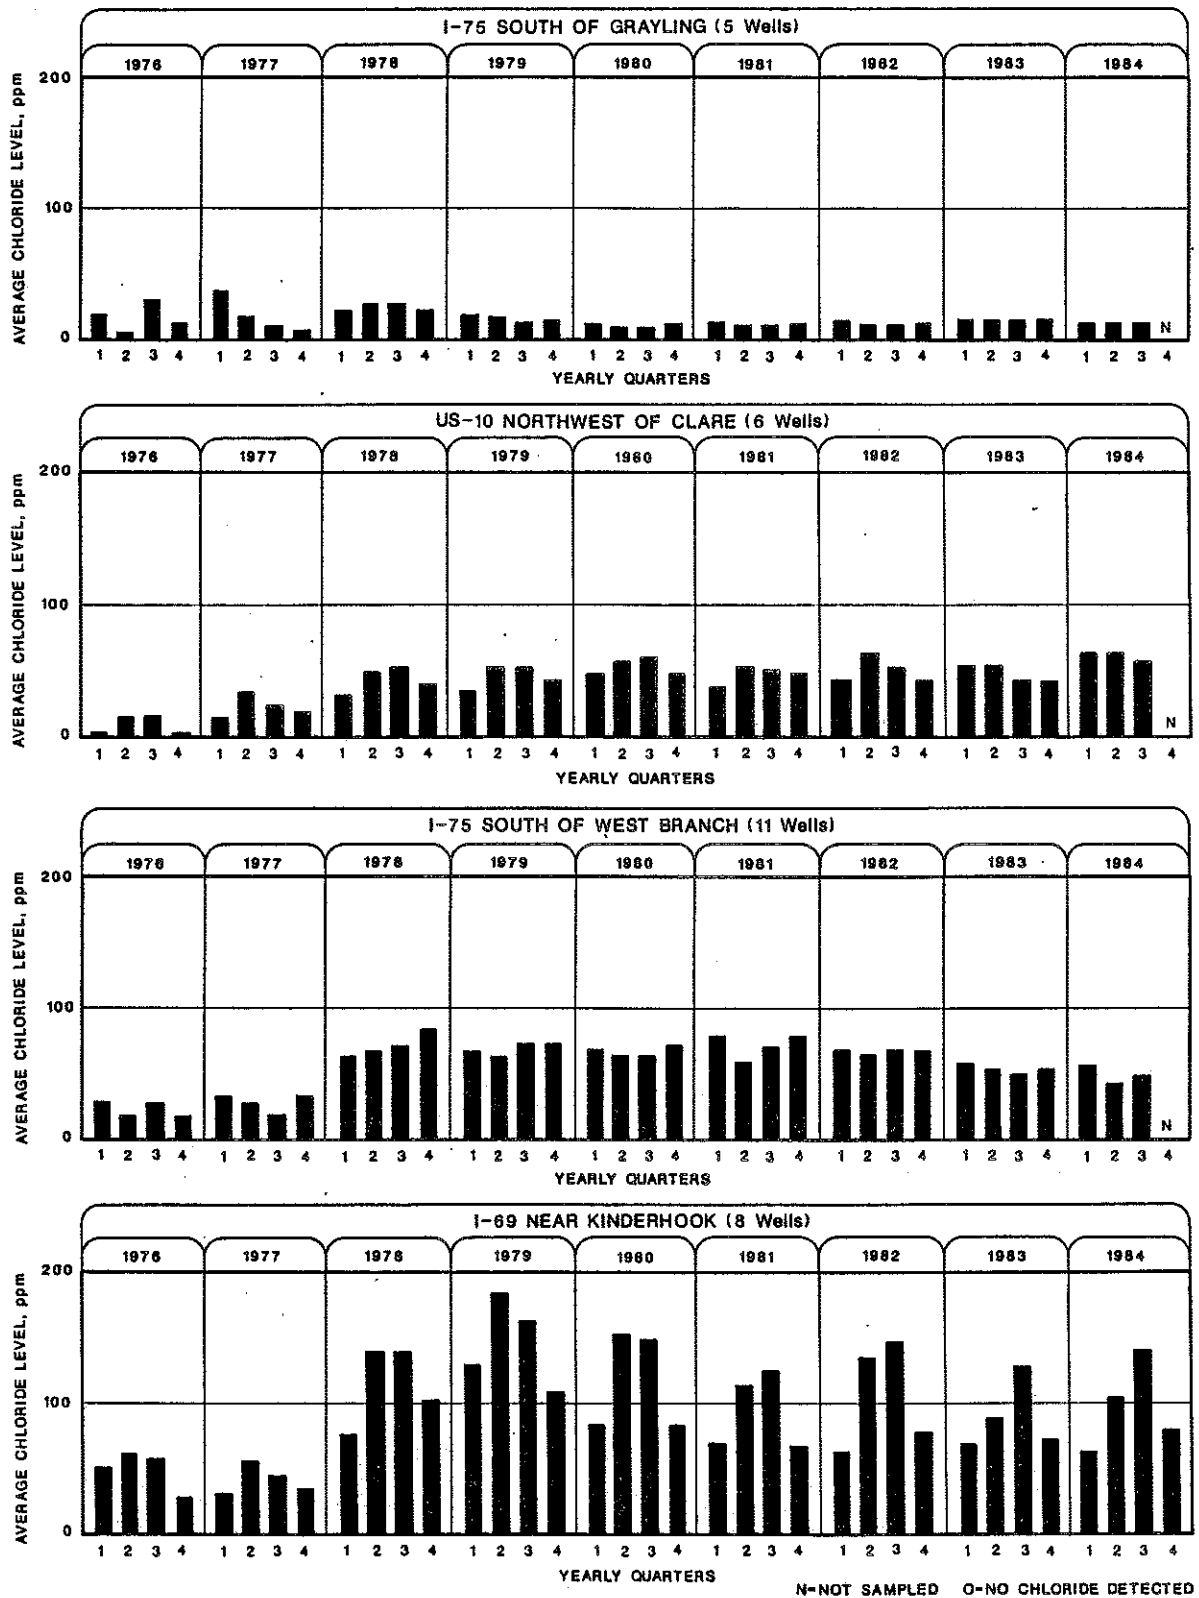 I-75 SOUTH OF GRAYLING (5 Wells)
1976 1977 1978 1979 1980 1981 1982 1983 1984
AVERAGE CHLORIDE LEVEL, ppm
200
100
0
N
1 2 3 4 1 2 3 4 1 2 3 4 1 2 3 4 1 2 3 4 1 2 3 4 1 2 3 4 1 2 3 4 1 2 3 4
YEARLY QUARTERS
US-10 NORTHWEST OF CLARE (6 Wells)
1976 1977 1978 1979 1980 1981 1982 1983 1984
AVERAGE CHLORIDE LEVEL, ppm
200
100
0
N
1 2 3 4 1 2 3 4 1 2 3 4 1 2 3 4 1 2 3 4 1 2 3 4 1 2 3 4 1 2 3 4 1 2 3 4
YEARLY QUARTERS
I-75 SOUTH OF WEST BRANCH (11 Wells)
1976 1977 1978 1979 1980 1981 1982 1983 1984
AVERAGE CHLORIDE LEVEL, ppm
200
100
0
N
1 2 3 4 1 2 3 4 1 2 3 4 1 2 3 4 1 2 3 4 1 2 3 4 1 2 3 4 1 2 3 4 1 2 3 4
YEARLY QUARTERS
I-69 NEAR KINDERHOOK (8 Wells)
1976 1977 1978 1979 1980 1981 1982 1983 1984
AVERAGE CHLORIDE LEVEL, ppm
200
100
0
1 2 3 4 1 2 3 4 1 2 3 4 1 2 3 4 1 2 3 4 1 2 3 4 1 2 3 4 1 2 3 4 1 2 3 4
YEARLY QUARTERS
N=NOT SAMPLED O-NO CHLORIDE DETECTED